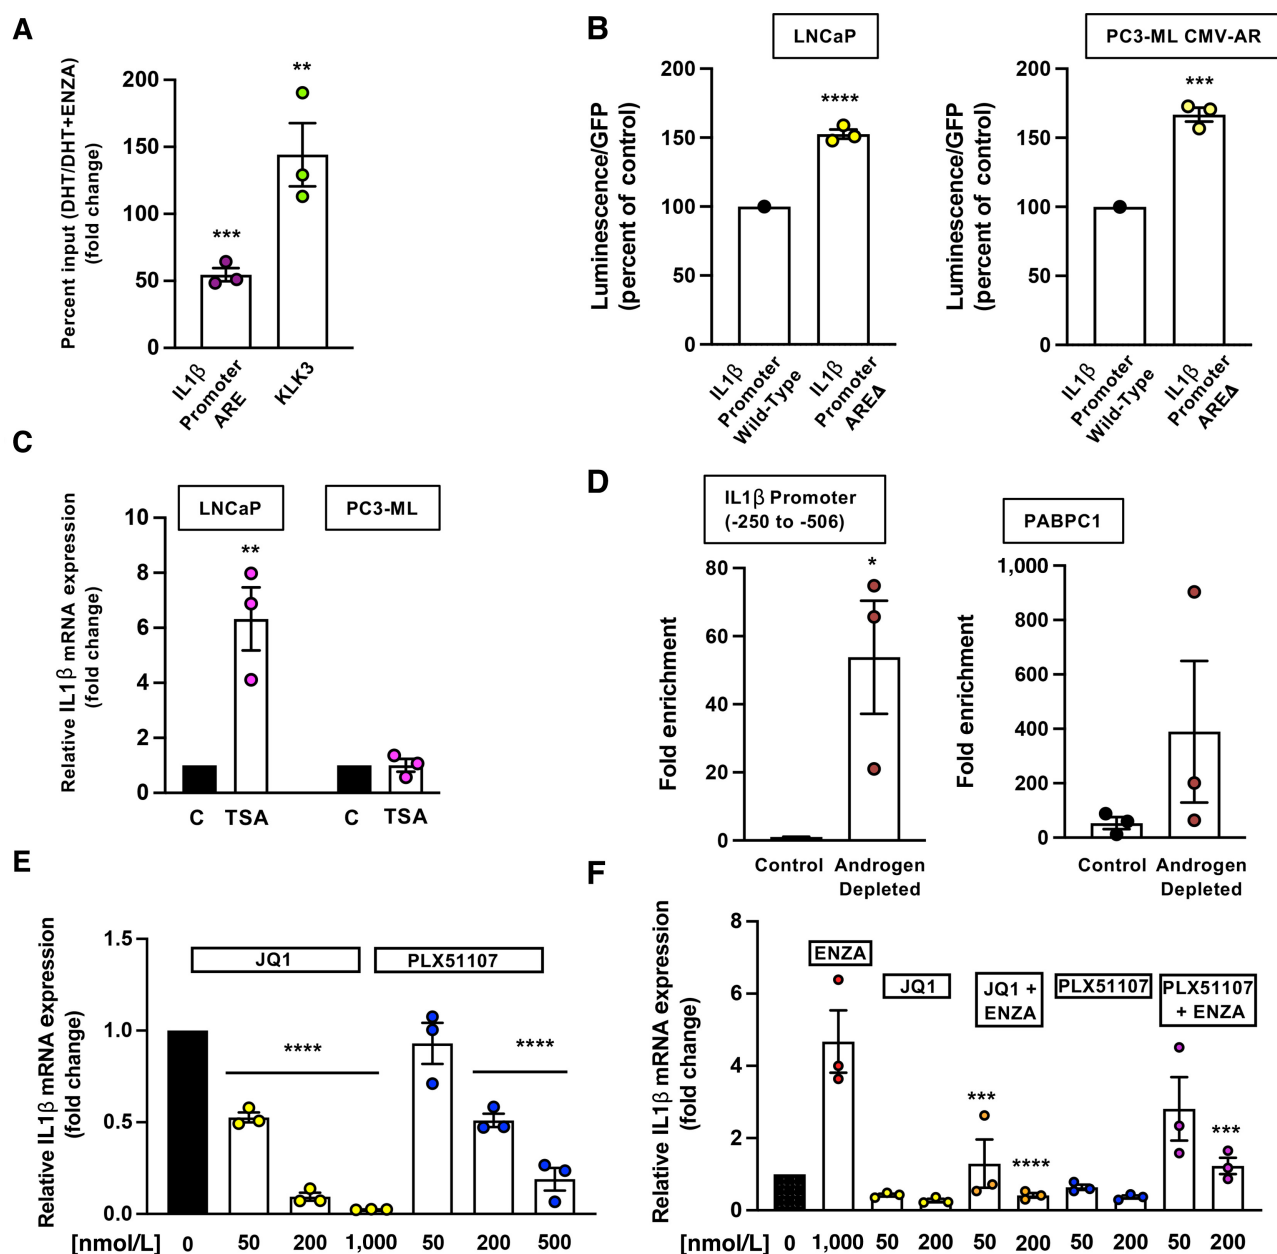 A
Percent input (DHT/DHT+ENZA)
(fold change)
200
150
100
50
0
***
**
IL1β
Promoter
ARE
KLK3
B
LNCaP
Luminescence/GFP
(percent of control)
200
150
100
50
0
****
IL1β
Promoter
Wild-Type
IL1β
Promoter
AREΔ
PC3-ML CMV-AR
Luminescence/GFP
(percent of control)
200
150
100
50
0
***
IL1β
Promoter
Wild-Type
IL1β
Promoter
AREΔ
C
Relative IL1β mRNA expression
(fold change)
LNCaP
PC3-ML
10
8
6
4
2
0
**
C TSA C TSA
D
IL1β Promoter
(-250 to -506)
Fold enrichment
80
60
40
20
0
*
Control Androgen
Depleted
PABPC1
Fold enrichment
1,000
800
600
400
200
0
Control Androgen
Depleted
E
Relative IL1β mRNA expression
(fold change)
1.5
1.0
0.5
0.0
JQ1
PLX51107
****
****
[nmol/L] 0 50 200 1,000 50 200 500
F
Relative IL1β mRNA expression
(fold change)
8
6
4
2
0
ENZA
JQ1
JQ1 +
ENZA
PLX51107
PLX51107
+ ENZA
***
****
***
[nmol/L] 0 1,000 50 200 50 200 50 200 50 200